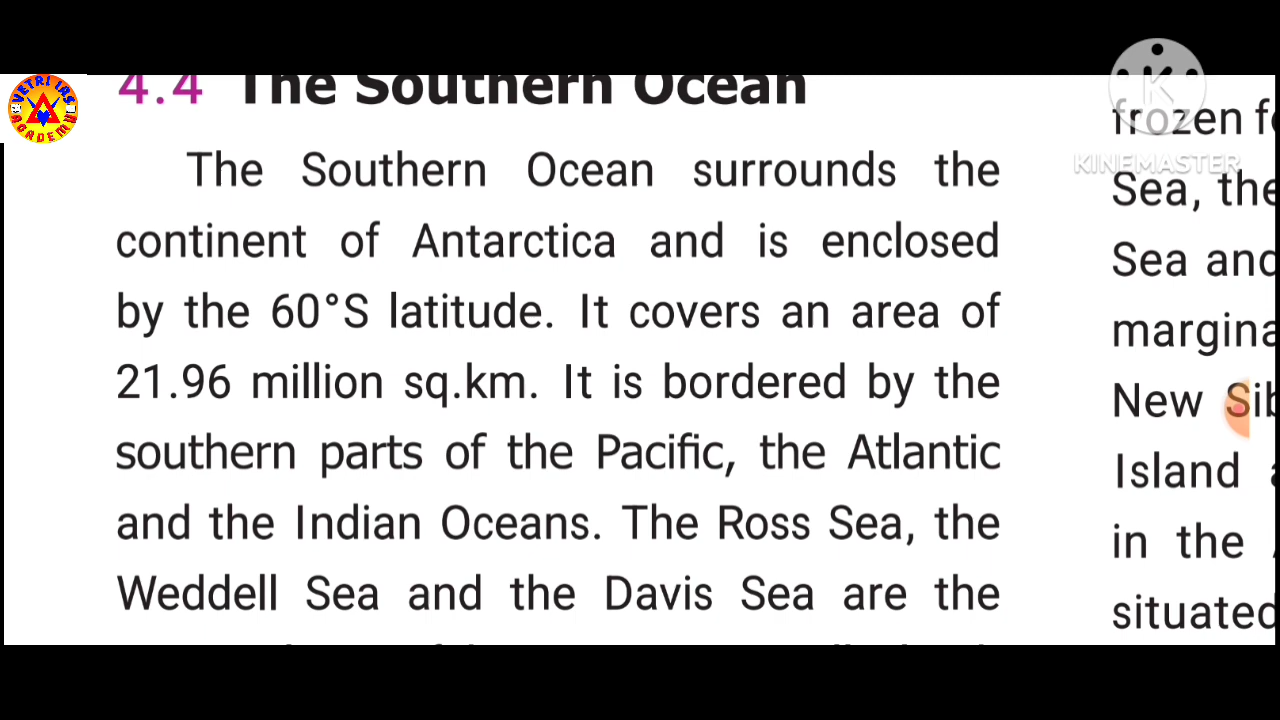 4.4 The Southern Ocean
The Southern Ocean surrounds the
continent of Antarctica and is enclosed
by the 60°S latitude. It covers an area of
21.96 million sq.km. It is bordered by the
southern parts of the Pacific, the Atlantic
and the Indian Oceans. The Ross Sea, the
Weddell Sea and the Davis Sea are the
frozen
Sea, the
Sea and
New
Island
in the
situated
VETRI IAS
ACADEMY
K
KINEMASTER